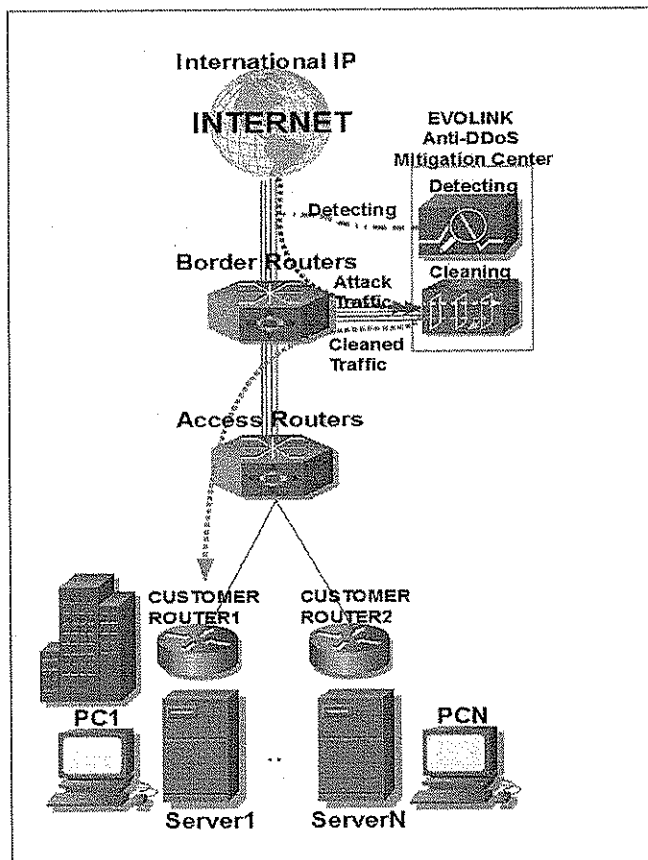 International IP
INTERNET
EVOLINK
Anti-DDoS
Mitigation Center
Detecting
Detecting
Border Routers
Cleaning
Attack
Traffic
Cleaned
Traffic
Access Routers
CUSTOMER
ROUTER1
CUSTOMER
ROUTER2
PC1
PCN
..
Server1
ServerN